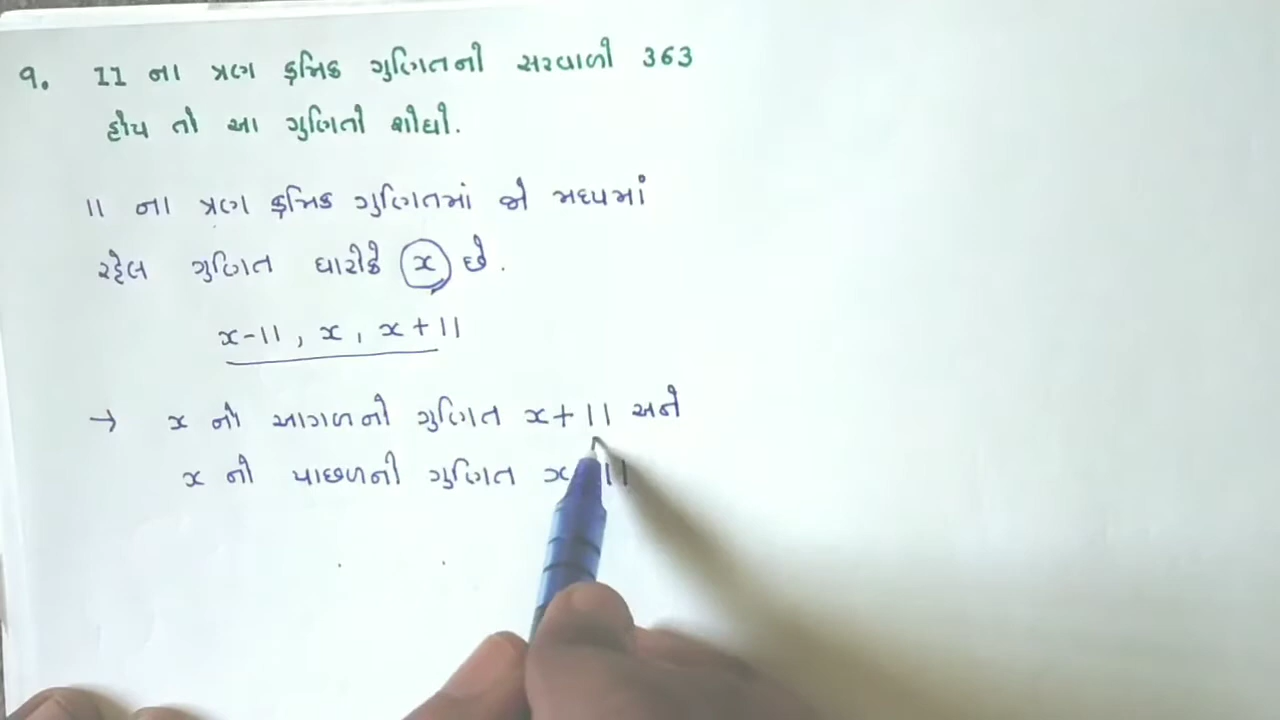 ૧. 11 ના ત્રણ ક્રમિક ગુણિતની સરવાળો 363
હોય તો આ ગુણિતો શોધો.
11 ના ત્રણ ક્રમિક ગુણિતમાં જે મધ્યમાં
રહેલ ગુણિત ધારોકે x છે.
x-11, x, x+11
→ x નો આગળનો ગુણિત x+11 અને
x નો પાછળનો ગુણિત x 11